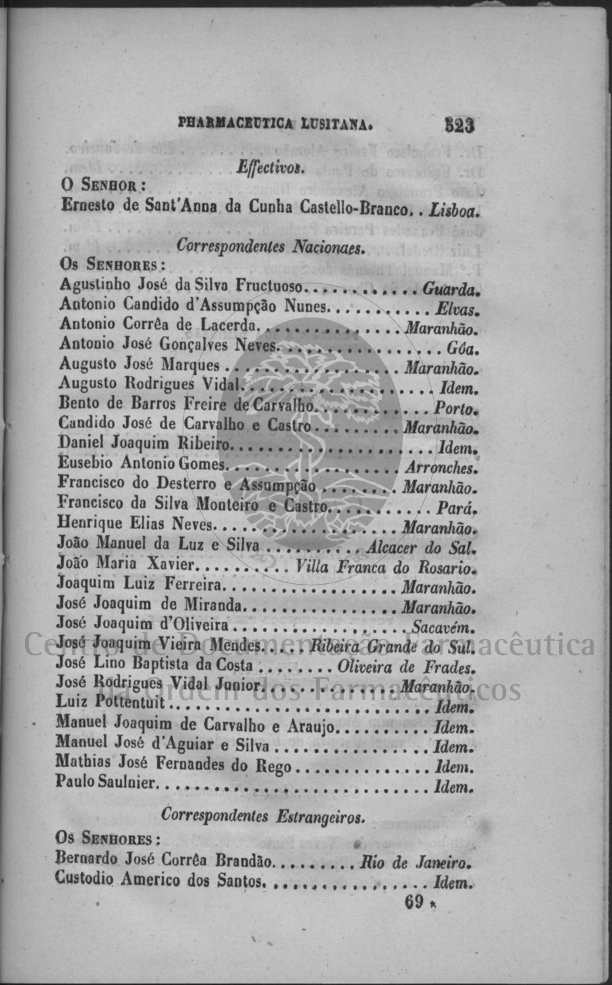 PHARMACEUTICA LUSITANA. 323
Effectivos.
O SENHOR:
Ernesto de Sant'Anna da Cunha Castello-Branco.. Lisboa.
Correspondentes Nacionaes.
Os SENHORES:
Agustinho José da Silva Fructuoso............ Guarda.
Antonio Candido d'Assumpção Nunes........... Elvas.
Antonio Corrêa de Lacerda............... Maranhão.
Antonio José Gonçalves Neves................. Gôa.
Augusto José Marques .................. Maranhão.
Augusto Rodrigues Vidal.................... Idem.
Bento de Barros Freire de Carvalho............ Porto.
Candido José de Carvalho e Castro......... Maranhão.
Daniel Joaquim Ribeiro..................... Idem.
Eusebio Antonio Gomes.................. Arronches.
Francisco do Desterro e Assumpção ........ Maranhão.
Francisco da Silva Monteiro e Castro........... Pará.
Henrique Elias Neves................... Maranhão.
João Manuel da Luz e Silva .......... Alcacer do Sal.
João Maria Xavier.......... Villa Franca do Rosario.
Joaquim Luiz Ferreira.................. Maranhão.
José Joaquim de Miranda................ Maranhão.
José Joaquim d'Oliveira ................. Sacavém.
José Joaquim Vieira Mendes..... Ribeira Grande do Sul.
José Lino Baptista da Costa ........ Oliveira de Frades.
José Rodrigues Vidal Junior.............. Maranhão.
Luiz Pottentuit........................... Idem.
Manuel Joaquim de Carvalho e Araujo.......... Idem.
Manuel José d'Aguiar e Silva ................ Idem.
Mathias José Fernandes do Rego .............. Idem.
Paulo Saulnier............................ Idem.
Correspondentes Estrangeiros.
Os SENHORES:
Bernardo José Corrêa Brandão......... Rio de Janeiro.
Custodio Americo dos Santos. ................ Idem.
69 *